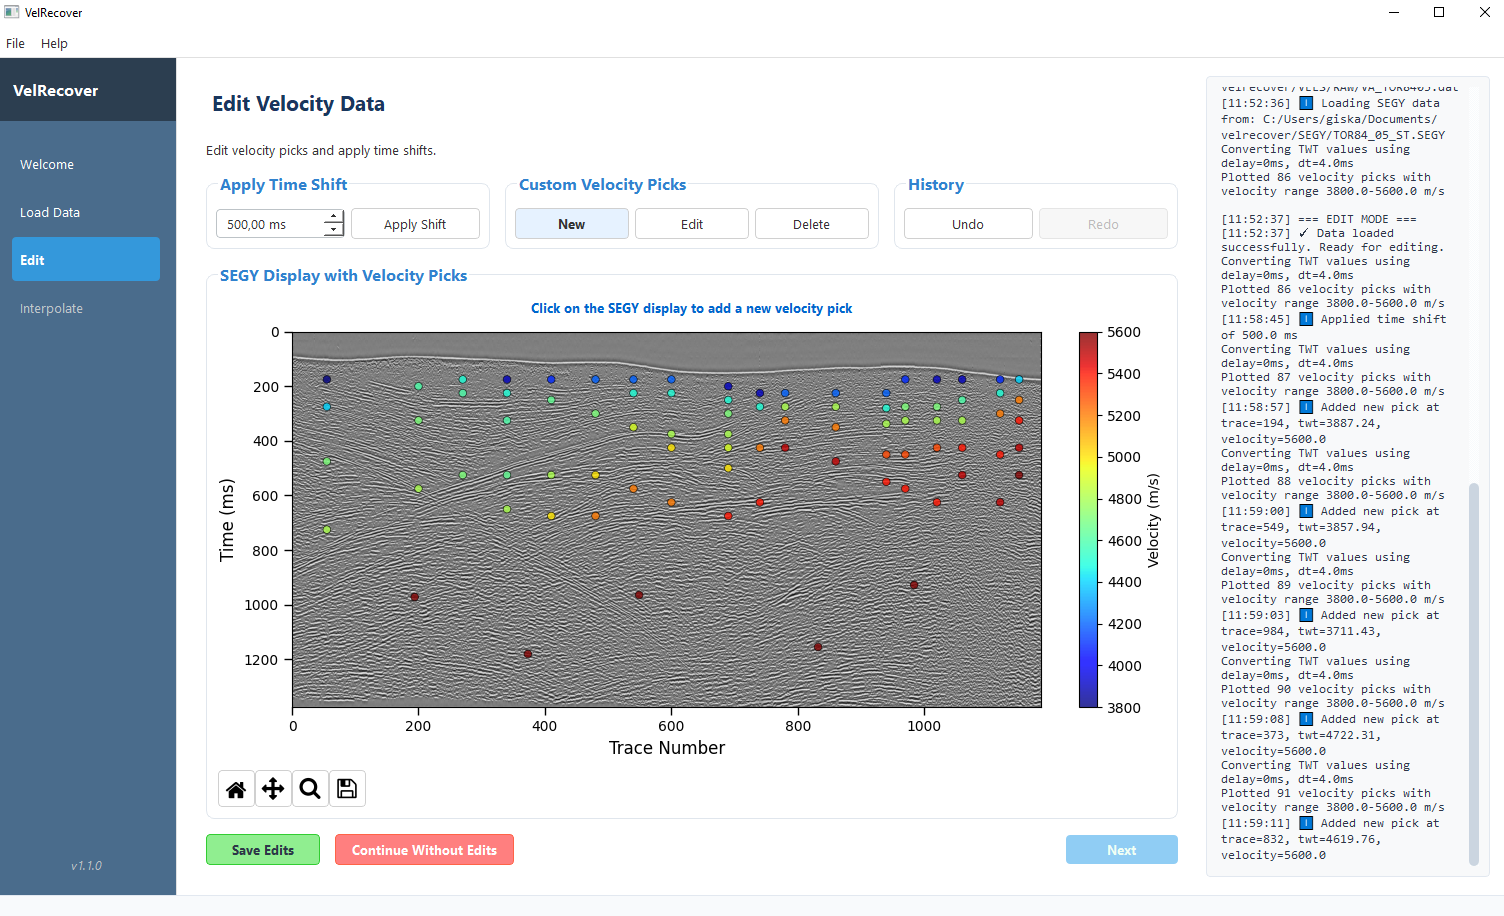 VelRecover
File Help
VelRecover
Welcome
Load Data
Edit
Interpolate
v1.1.0
Edit Velocity Data
Edit velocity picks and apply time shifts.
Apply Time Shift
500,00 ms
Apply Shift
Custom Velocity Picks
New
Edit
Delete
History
Undo
Redo
SEGY Display with Velocity Picks
Click on the SEGY display to add a new velocity pick
0
200
400
600
800
1000
1200
Time (ms)
0 200 400 600 800 1000
Trace Number
5600
5400
5200
5000
4800
4600
4400
4200
4000
3800
Velocity (m/s)
Save Edits
Continue Without Edits
Next
velrecover/VELS/RAW/VA_TOR8405.dat
[11:52:36] i Loading SEGY data
from: C:/Users/giska/Documents/
velrecover/SEGY/TOR84_05_ST.SEGY
Converting TWT values using
delay=0ms, dt=4.0ms
Plotted 86 velocity picks with
velocity range 3800.0-5600.0 m/s
[11:52:37] === EDIT MODE ===
[11:52:37] ✓ Data loaded
successfully. Ready for editing.
Converting TWT values using
delay=0ms, dt=4.0ms
Plotted 86 velocity picks with
velocity range 3800.0-5600.0 m/s
[11:58:45] i Applied time shift
of 500.0 ms
Converting TWT values using
delay=0ms, dt=4.0ms
Plotted 87 velocity picks with
velocity range 3800.0-5600.0 m/s
[11:58:57] i Added new pick at
trace=194, twt=3887.24,
velocity=5600.0
Converting TWT values using
delay=0ms, dt=4.0ms
Plotted 88 velocity picks with
velocity range 3800.0-5600.0 m/s
[11:59:00] i Added new pick at
trace=549, twt=3857.94,
velocity=5600.0
Converting TWT values using
delay=0ms, dt=4.0ms
Plotted 89 velocity picks with
velocity range 3800.0-5600.0 m/s
[11:59:03] i Added new pick at
trace=984, twt=3711.43,
velocity=5600.0
Converting TWT values using
delay=0ms, dt=4.0ms
Plotted 90 velocity picks with
velocity range 3800.0-5600.0 m/s
[11:59:08] i Added new pick at
trace=373, twt=4722.31,
velocity=5600.0
Converting TWT values using
delay=0ms, dt=4.0ms
Plotted 91 velocity picks with
velocity range 3800.0-5600.0 m/s
[11:59:11] i Added new pick at
trace=832, twt=4619.76,
velocity=5600.0